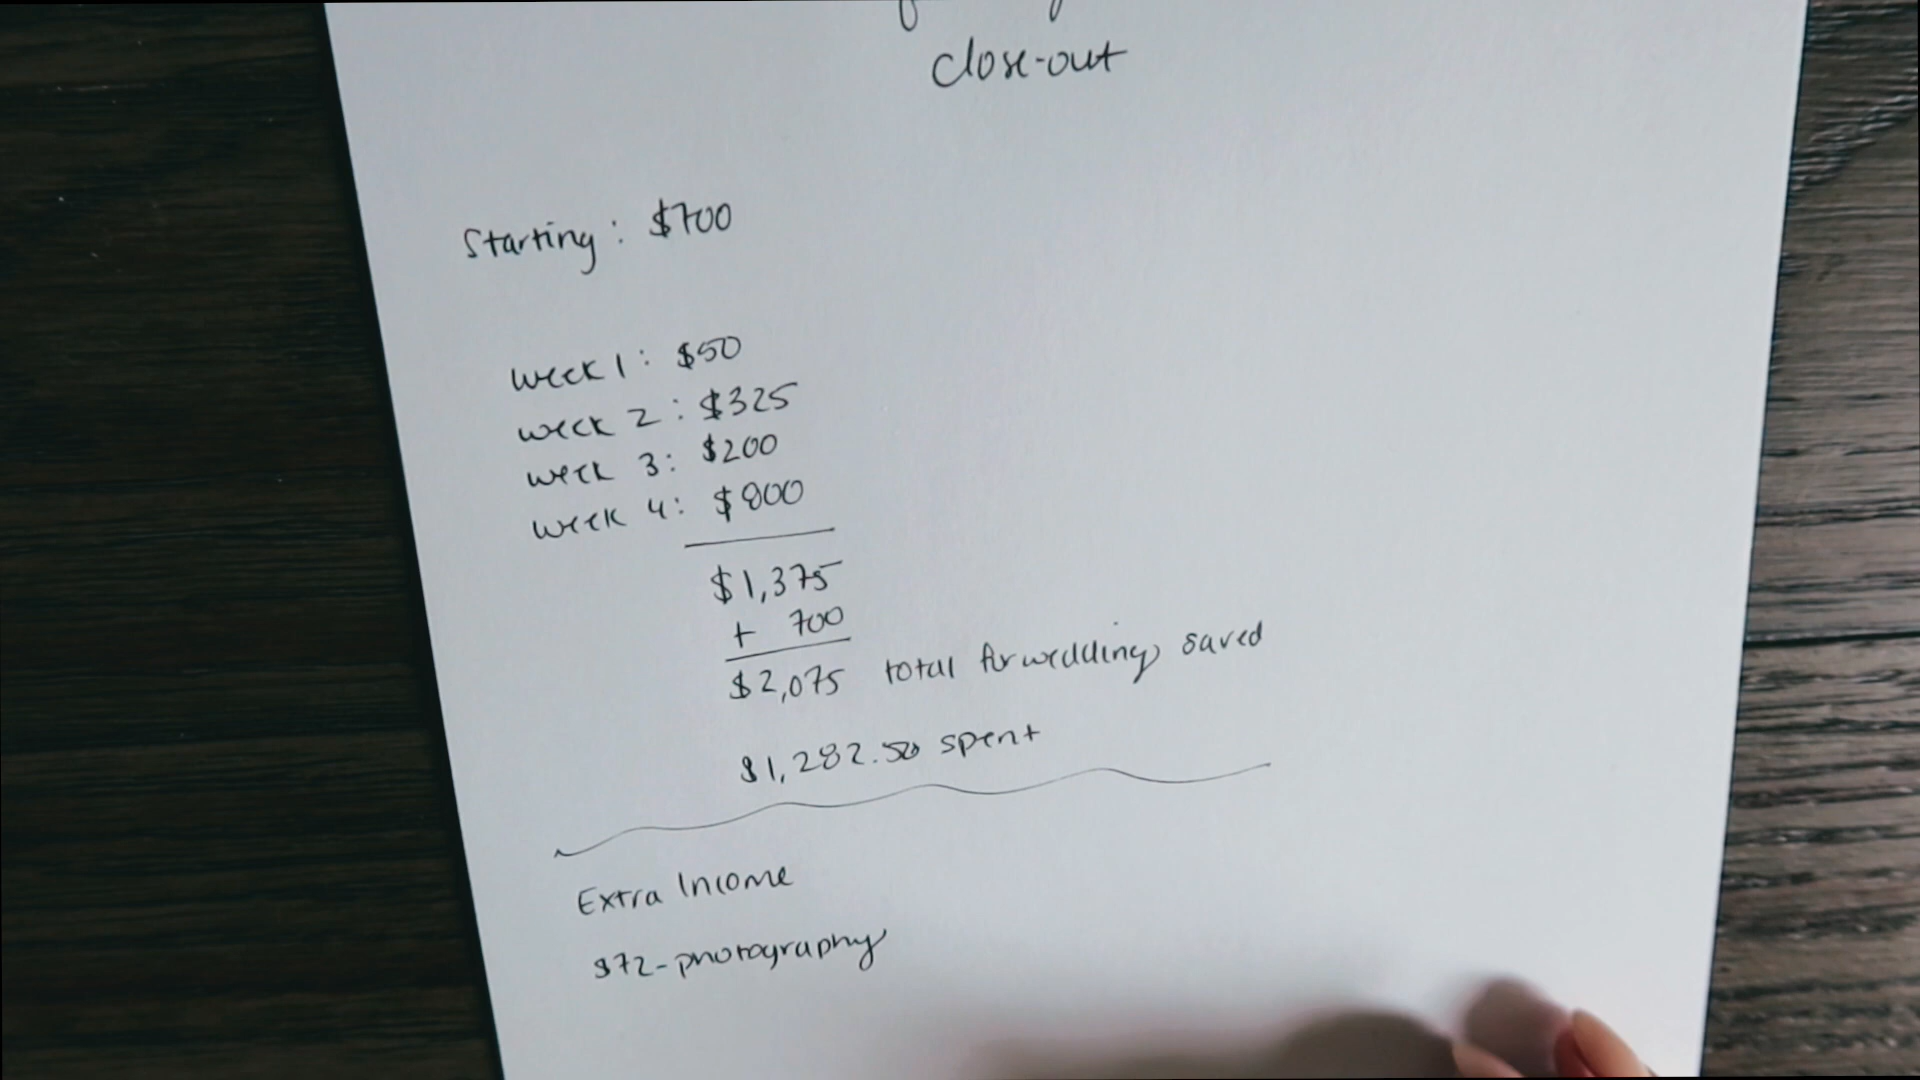 close-out
Starting: $700
week 1: $50
week 2: $325
week 3: $200
week 4: $800
$1,375
+ 700
$2,075 total for wedding saved
$1,282.50 spent
Extra Income
$72-photography